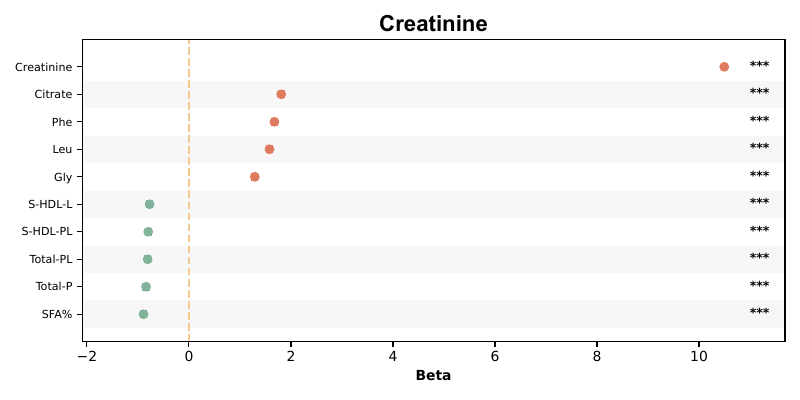 Creatinine
Creatinine ***
Citrate ***
Phe ***
Leu ***
Gly ***
S-HDL-L ***
S-HDL-PL ***
Total-PL ***
Total-P ***
SFA% ***
−2 0 2 4 6 8 10
Beta